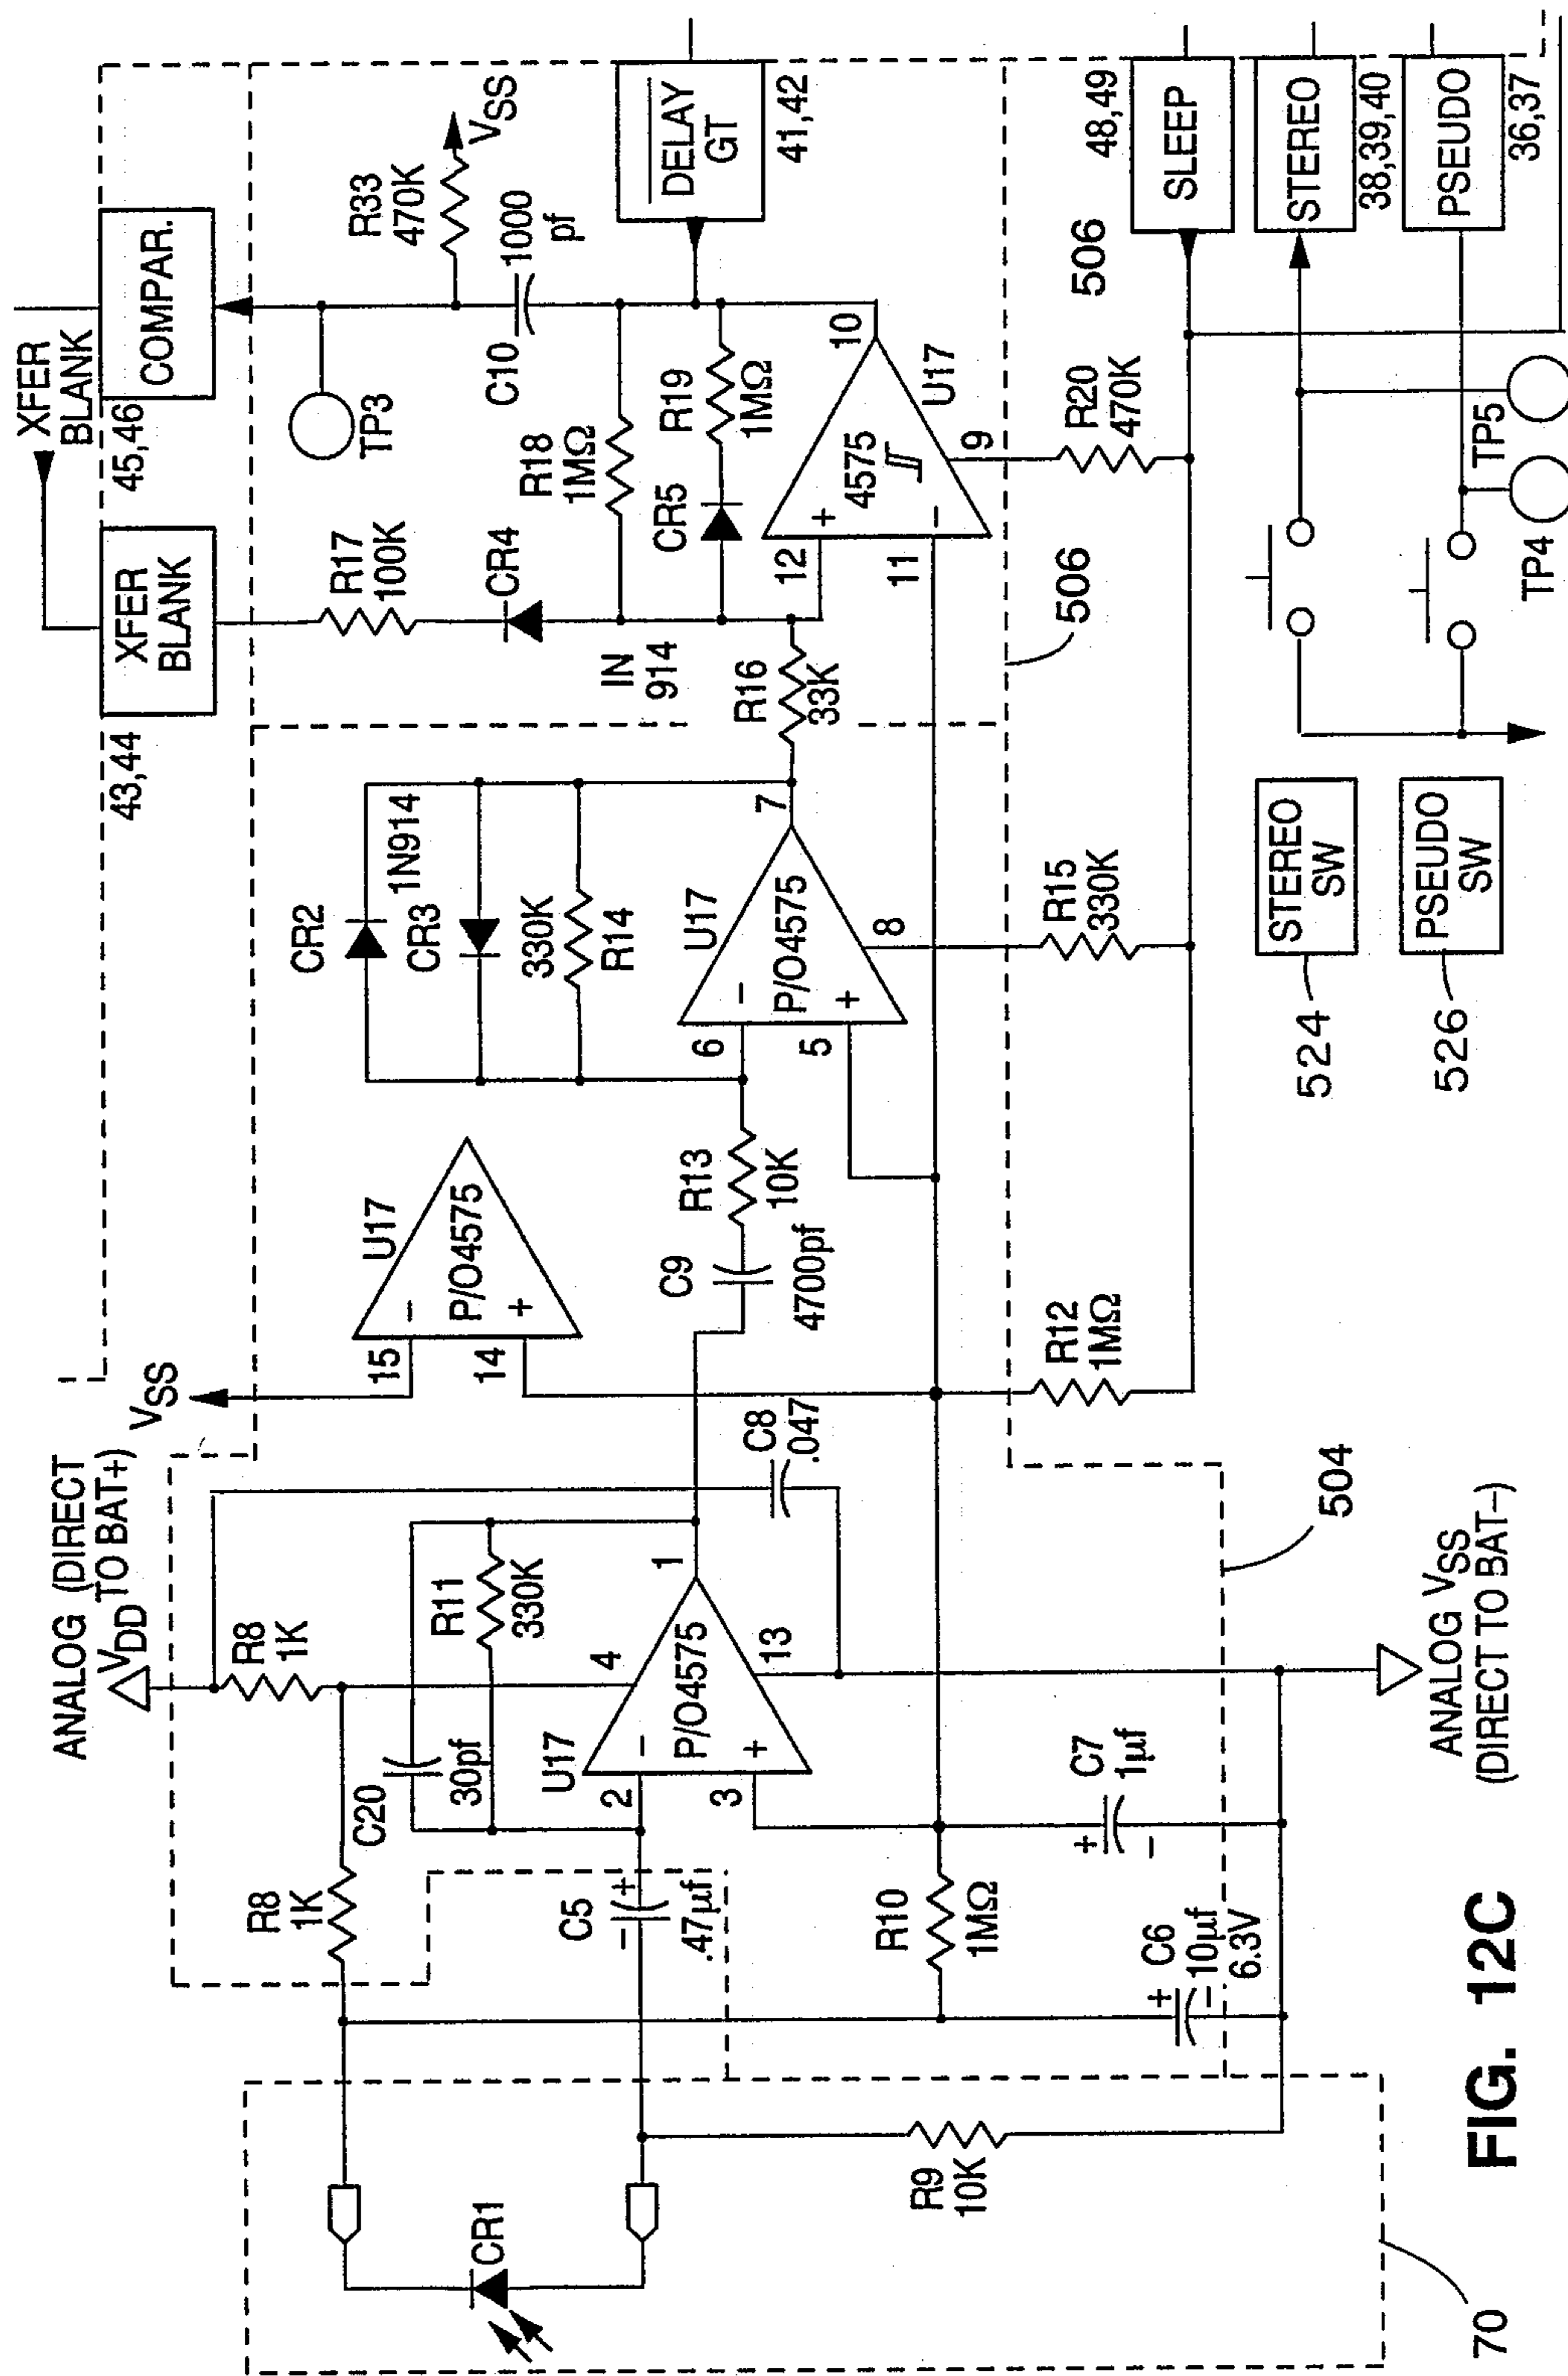 ANALOG (DIRECT
VDD TO BAT+)
VSS
43,44
XFER
BLANK
XFER
BLANK
45,46
COMPAR.
R8
1K
R8
1K
C20
30pf
R11
330K
C8
.047
U17
P/O4575
2
3
4
1
13
C5
− +
.47µf
R10
1MΩ
C6
+
−
10µf
6.3V
C7
1µf
+
−
R9
10K
CR1
70
504
ANALOG VSS
(DIRECT TO BAT−)
U17
P/O4575
−
+
15
14
C9
4700pf
R13
10K
CR2
1N914
CR3
330K
R14
U17
P/O4575
−
+
6
5
7
8
R12
1MΩ
R15
330K
R16
33K
R17
100K
CR4
IN
914
TP3
R33
470K
VSS
C10
1000
pf
R18
1MΩ
R19
1MΩ
CR5
4575
+
−
12
11
10
9
U17
R20
470K
DELAY
GT
41,42
506
506
48,49
SLEEP
STEREO
38,39,40
PSEUDO
36,37
STEREO
SW
524
PSEUDO
SW
526
TP4
TP5
FIG. 12C